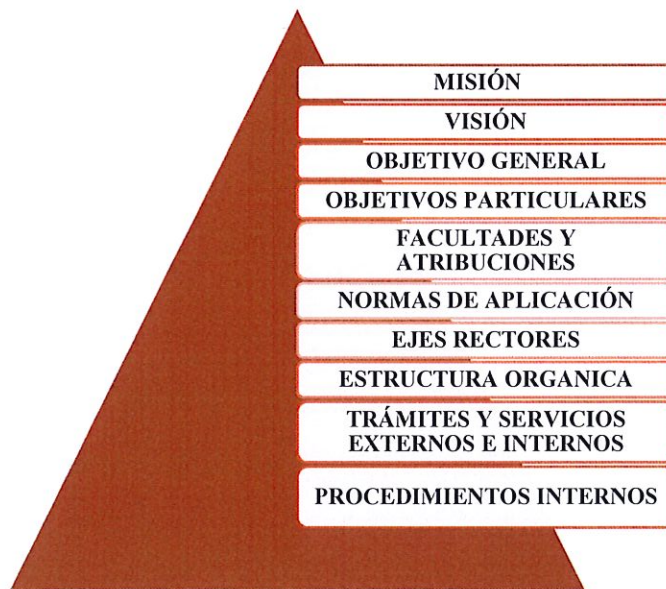 MISIÓN
VISIÓN
OBJETIVO GENERAL
OBJETIVOS PARTICULARES
FACULTADES Y
ATRIBUCIONES
NORMAS DE APLICACIÓN
EJES RECTORES
ESTRUCTURA ORGANICA
TRÁMITES Y SERVICIOS
EXTERNOS E INTERNOS
PROCEDIMIENTOS INTERNOS